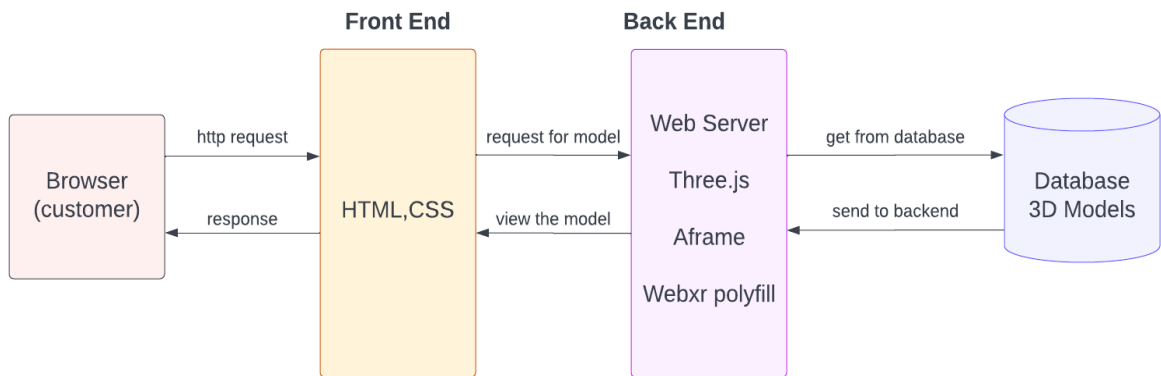 Front End
Back End
Browser
(customer)
http request
response
HTML,CSS
request for model
view the model
Web Server
Three.js
Aframe
Webxr polyfill
get from database
send to backend
Database
3D Models